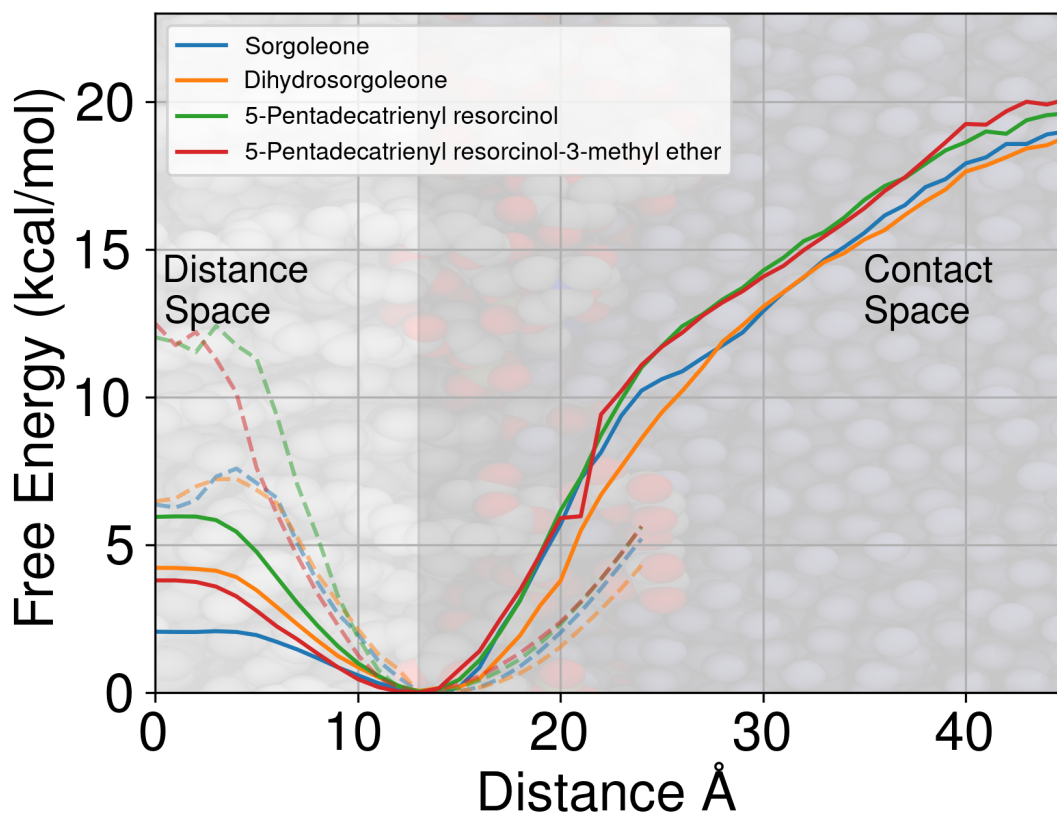 Sorgoleone
Dihydrosorgoleone
5-Pentadecatrienyl resorcinol
5-Pentadecatrienyl resorcinol-3-methyl ether
Distance
Space
Contact
Space
Free Energy (kcal/mol)
20
15
10
5
0
0 10 20 30 40
Distance Å